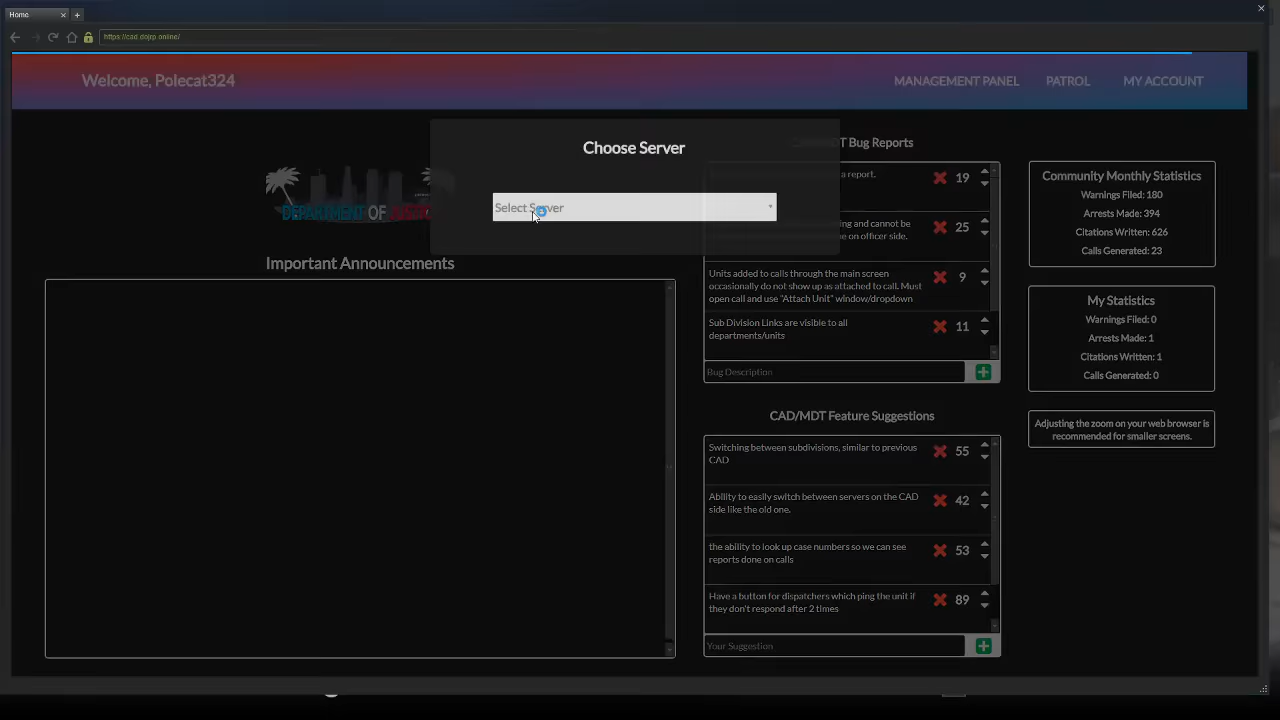 Home
https://cad.dojrp.online/
Welcome, Polecat324
MANAGEMENT PANEL
PATROL
MY ACCOUNT
Choose Server
Select Server
DEPARTMENT OF
Important Announcements
Bug Reports
a report.
19
ing and cannot be
e on officer side.
25
Units added to calls through the main screen
occasionally do not show up as attached to call. Must
open call and use "Attach Unit" window/dropdown
9
Sub Division Links are visible to all
departments/units
11
Bug Description
CAD/MDT Feature Suggestions
Switching between subdivisions, similar to previous
CAD
55
Ability to easily switch between servers on the CAD
side like the old one.
42
the ability to look up case numbers so we can see
reports done on calls
53
Have a button for dispatchers which ping the unit if
they don't respond after 2 times
89
Your Suggestion
Community Monthly Statistics
Warnings Filed: 180
Arrests Made: 394
Citations Written: 626
Calls Generated: 23
My Statistics
Warnings Filed: 0
Arrests Made: 1
Citations Written: 1
Calls Generated: 0
Adjusting the zoom on your web browser is
recommended for smaller screens.